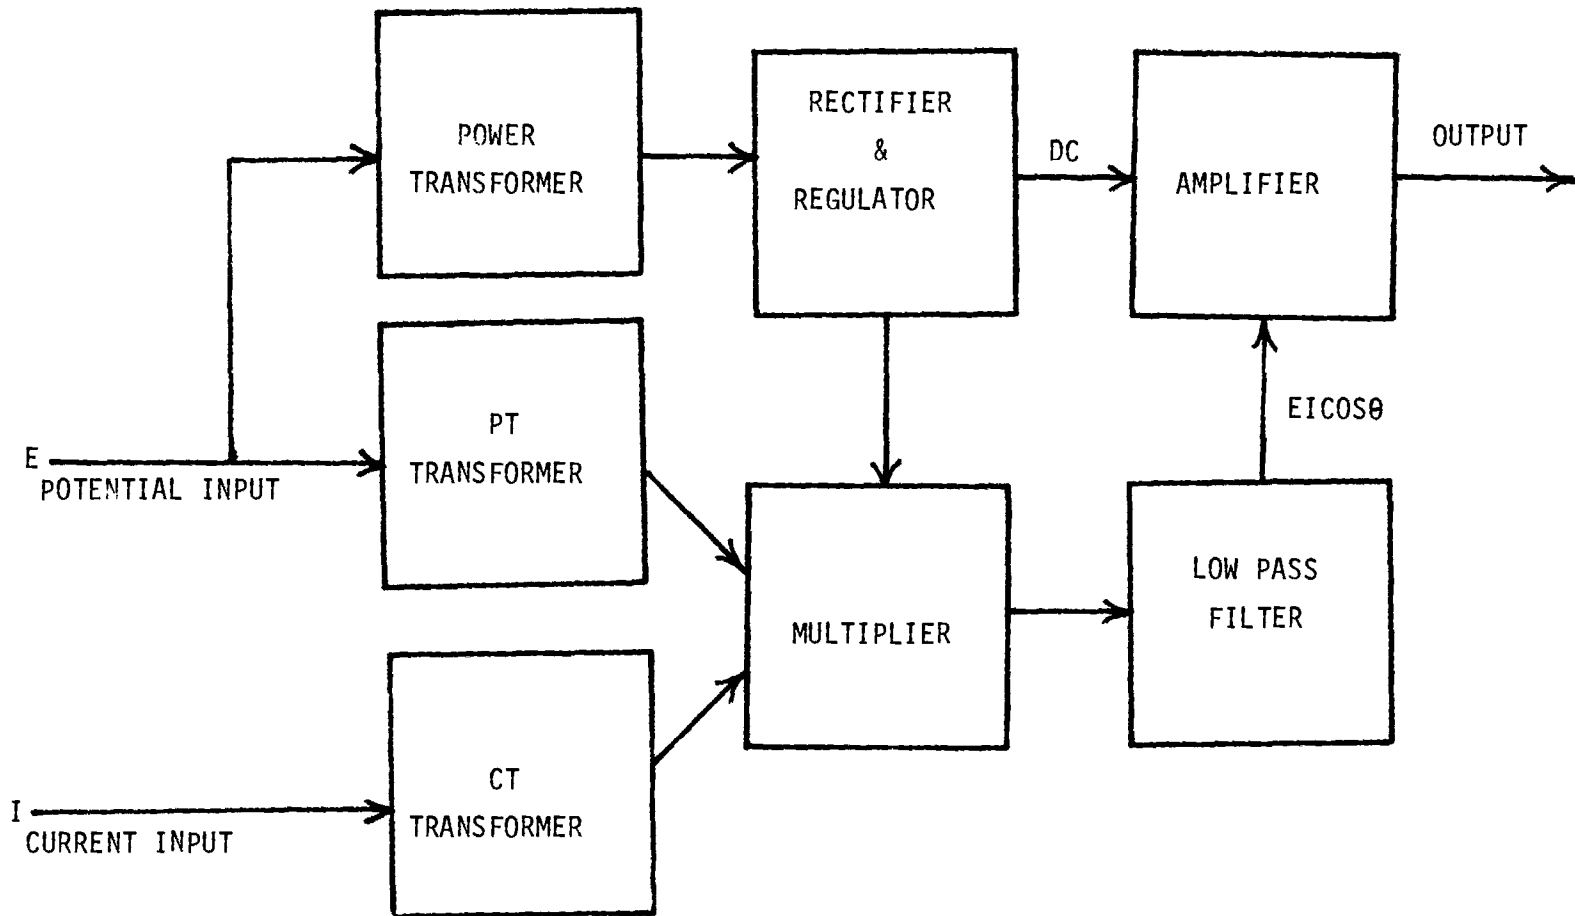 POWER
TRANSFORMER
RECTIFIER
&
REGULATOR
DC
AMPLIFIER
OUTPUT
PT
TRANSFORMER
E
POTENTIAL INPUT
EICOSθ
MULTIPLIER
LOW PASS
FILTER
CT
TRANSFORMER
I
CURRENT INPUT